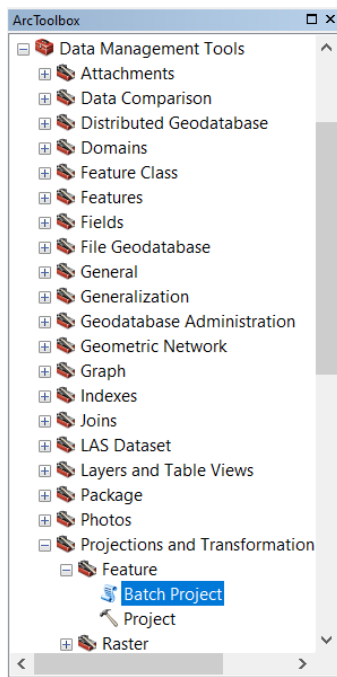 ArcToolbox
Data Management Tools
Attachments
Data Comparison
Distributed Geodatabase
Domains
Feature Class
Features
Fields
File Geodatabase
General
Generalization
Geodatabase Administration
Geometric Network
Graph
Indexes
Joins
LAS Dataset
Layers and Table Views
Package
Photos
Projections and Transformation
Feature
Batch Project
Project
Raster